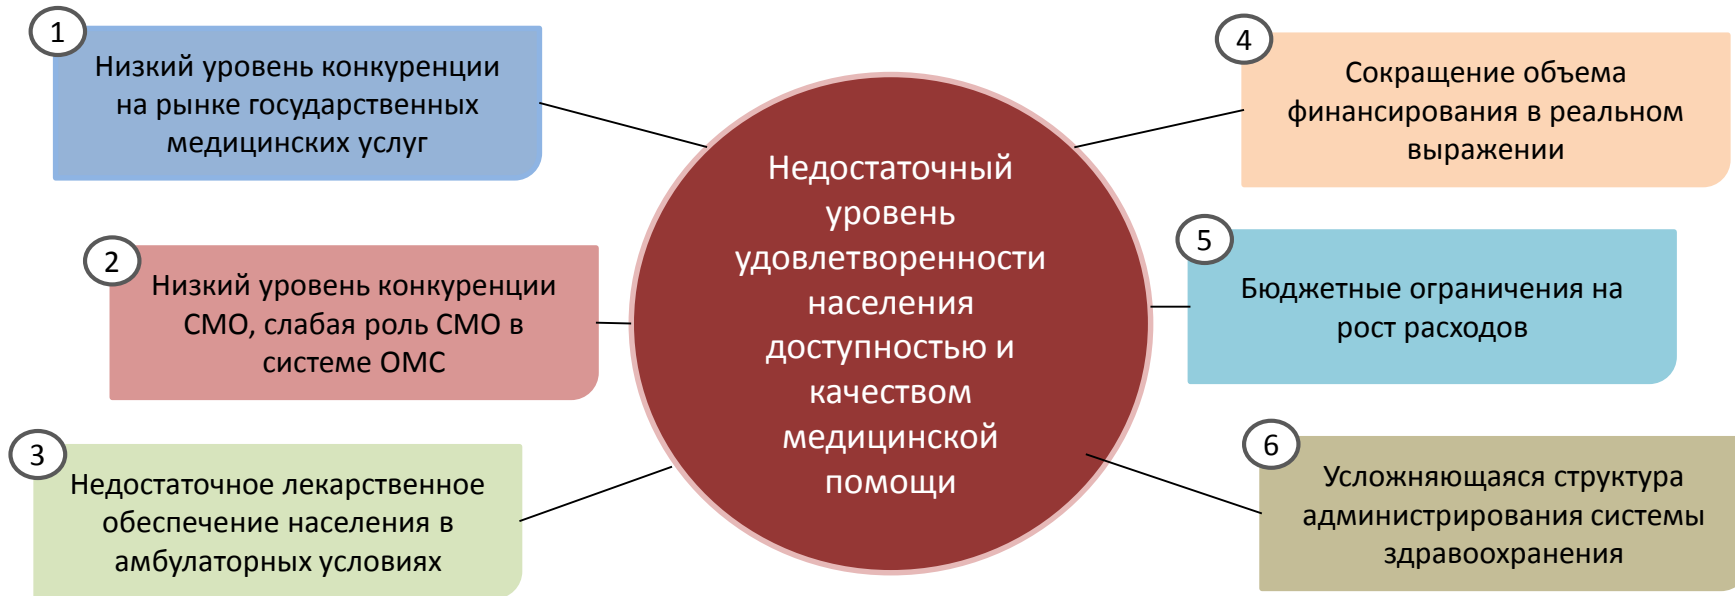 1
Низкий уровень конкуренции
на рынке государственных
медицинских услуг
2
Низкий уровень конкуренции
СМО, слабая роль СМО в
системе ОМС
3
Недостаточное лекарственное
обеспечение населения в
амбулаторных условиях
Недостаточный
уровень
удовлетворенности
населения
доступностью и
качеством
медицинской
помощи
4
Сокращение объема
финансирования в реальном
выражении
5
Бюджетные ограничения на
рост расходов
6
Усложняющаяся структура
администрирования системы
здравоохранения